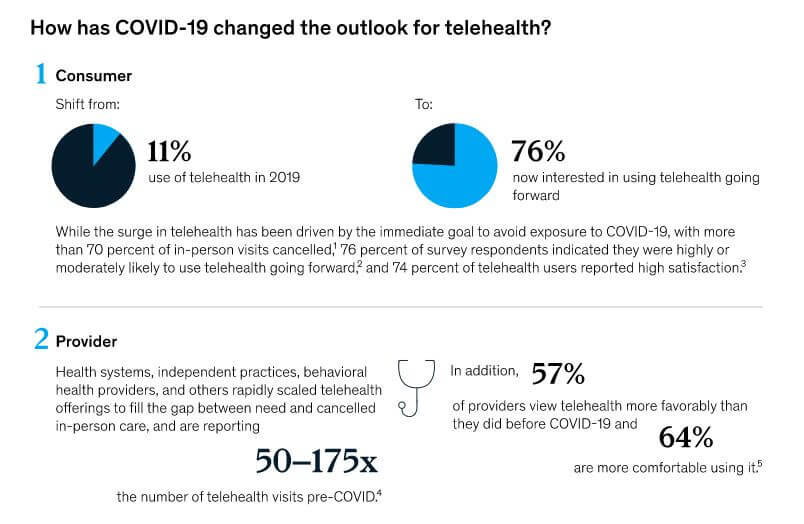 How has COVID-19 changed the outlook for telehealth?
1 Consumer
Shift from:
11%
use of telehealth in 2019
To:
76%
now interested in using telehealth going
forward
While the surge in telehealth has been driven by the immediate goal to avoid exposure to COVID-19, with more
than 70 percent of in-person visits cancelled,¹ 76 percent of survey respondents indicated they were highly or
moderately likely to use telehealth going forward,² and 74 percent of telehealth users reported high satisfaction.³
2 Provider
Health systems, independent practices, behavioral
health providers, and others rapidly scaled telehealth
offerings to fill the gap between need and cancelled
in-person care, and are reporting
50–175x
the number of telehealth visits pre-COVID.⁴
In addition, 57%
of providers view telehealth more favorably than
they did before COVID-19 and
64%
are more comfortable using it.⁵